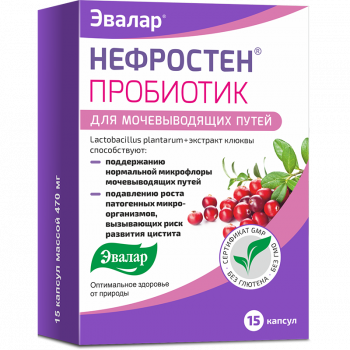 Эвалар®
НЕФРОСТЕН®
ПРОБИОТИК
ДЛЯ МОЧЕВЫВОДЯЩИХ ПУТЕЙ
Lactobacillus plantarum+экстракт клюквы
способствуют:
поддержанию
нормальной микрофлоры
мочевыводящих путей
подавлению роста
патогенных микро-
организмов,
вызывающих риск
развития цистита
СЕРТИФИКАТ GMP
БЕЗ ГЛЮТЕНА • БЕЗ ГМО
Эвалар
Оптимальное здоровье
от природы
15 капсул
15 капсул массой 470 мг